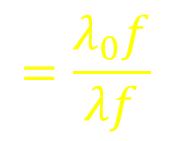 = λ₀f / λf